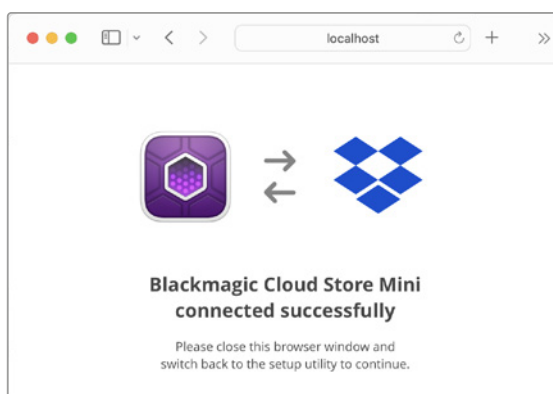 localhost
Blackmagic Cloud Store Mini
connected successfully
Please close this browser window and
switch back to the setup utility to continue.